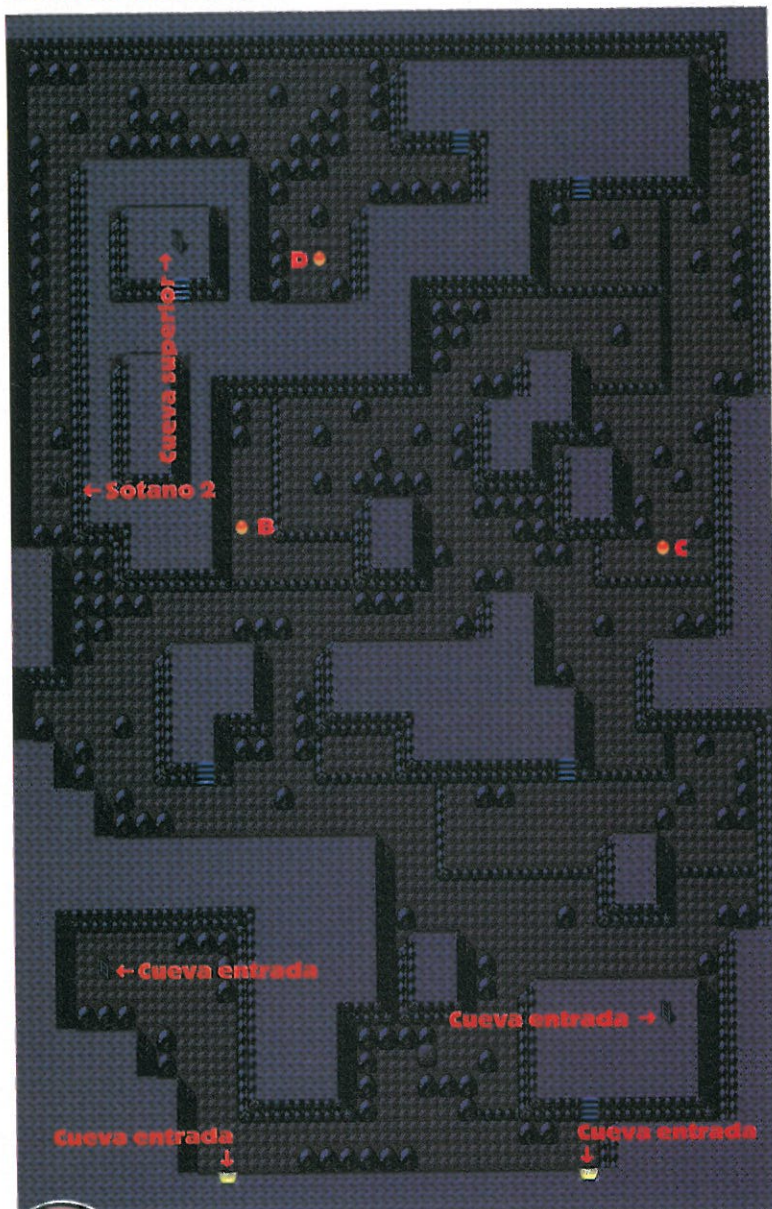 D
Cueva superior →
← Sotano 2
B
C
← Cueva entrada
Cueva entrada →
Cueva entrada
↓
Cueva entrada
↓